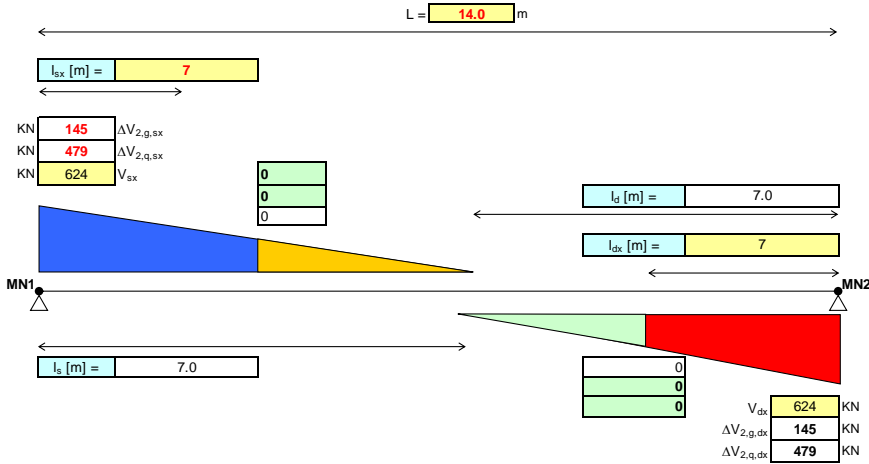 L = 14.0 m
l_sx [m] = 7
KN 145 ΔV_2,g,sx
KN 479 ΔV_2,q,sx
KN 624 V_sx
0
0
0
l_d [m] = 7.0
l_dx [m] = 7
MN1 MN2
l_s [m] = 7.0
0
0
0
V_dx 624 KN
ΔV_2,g,dx 145 KN
ΔV_2,q,dx 479 KN